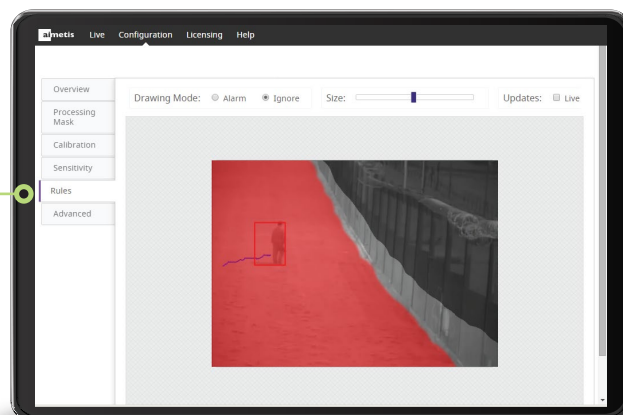 aimetis Live Configuration Licensing Help
Overview
Processing
Mask
Calibration
Sensitivity
Rules
Advanced
Drawing Mode: Alarm Ignore Size: Updates: Live